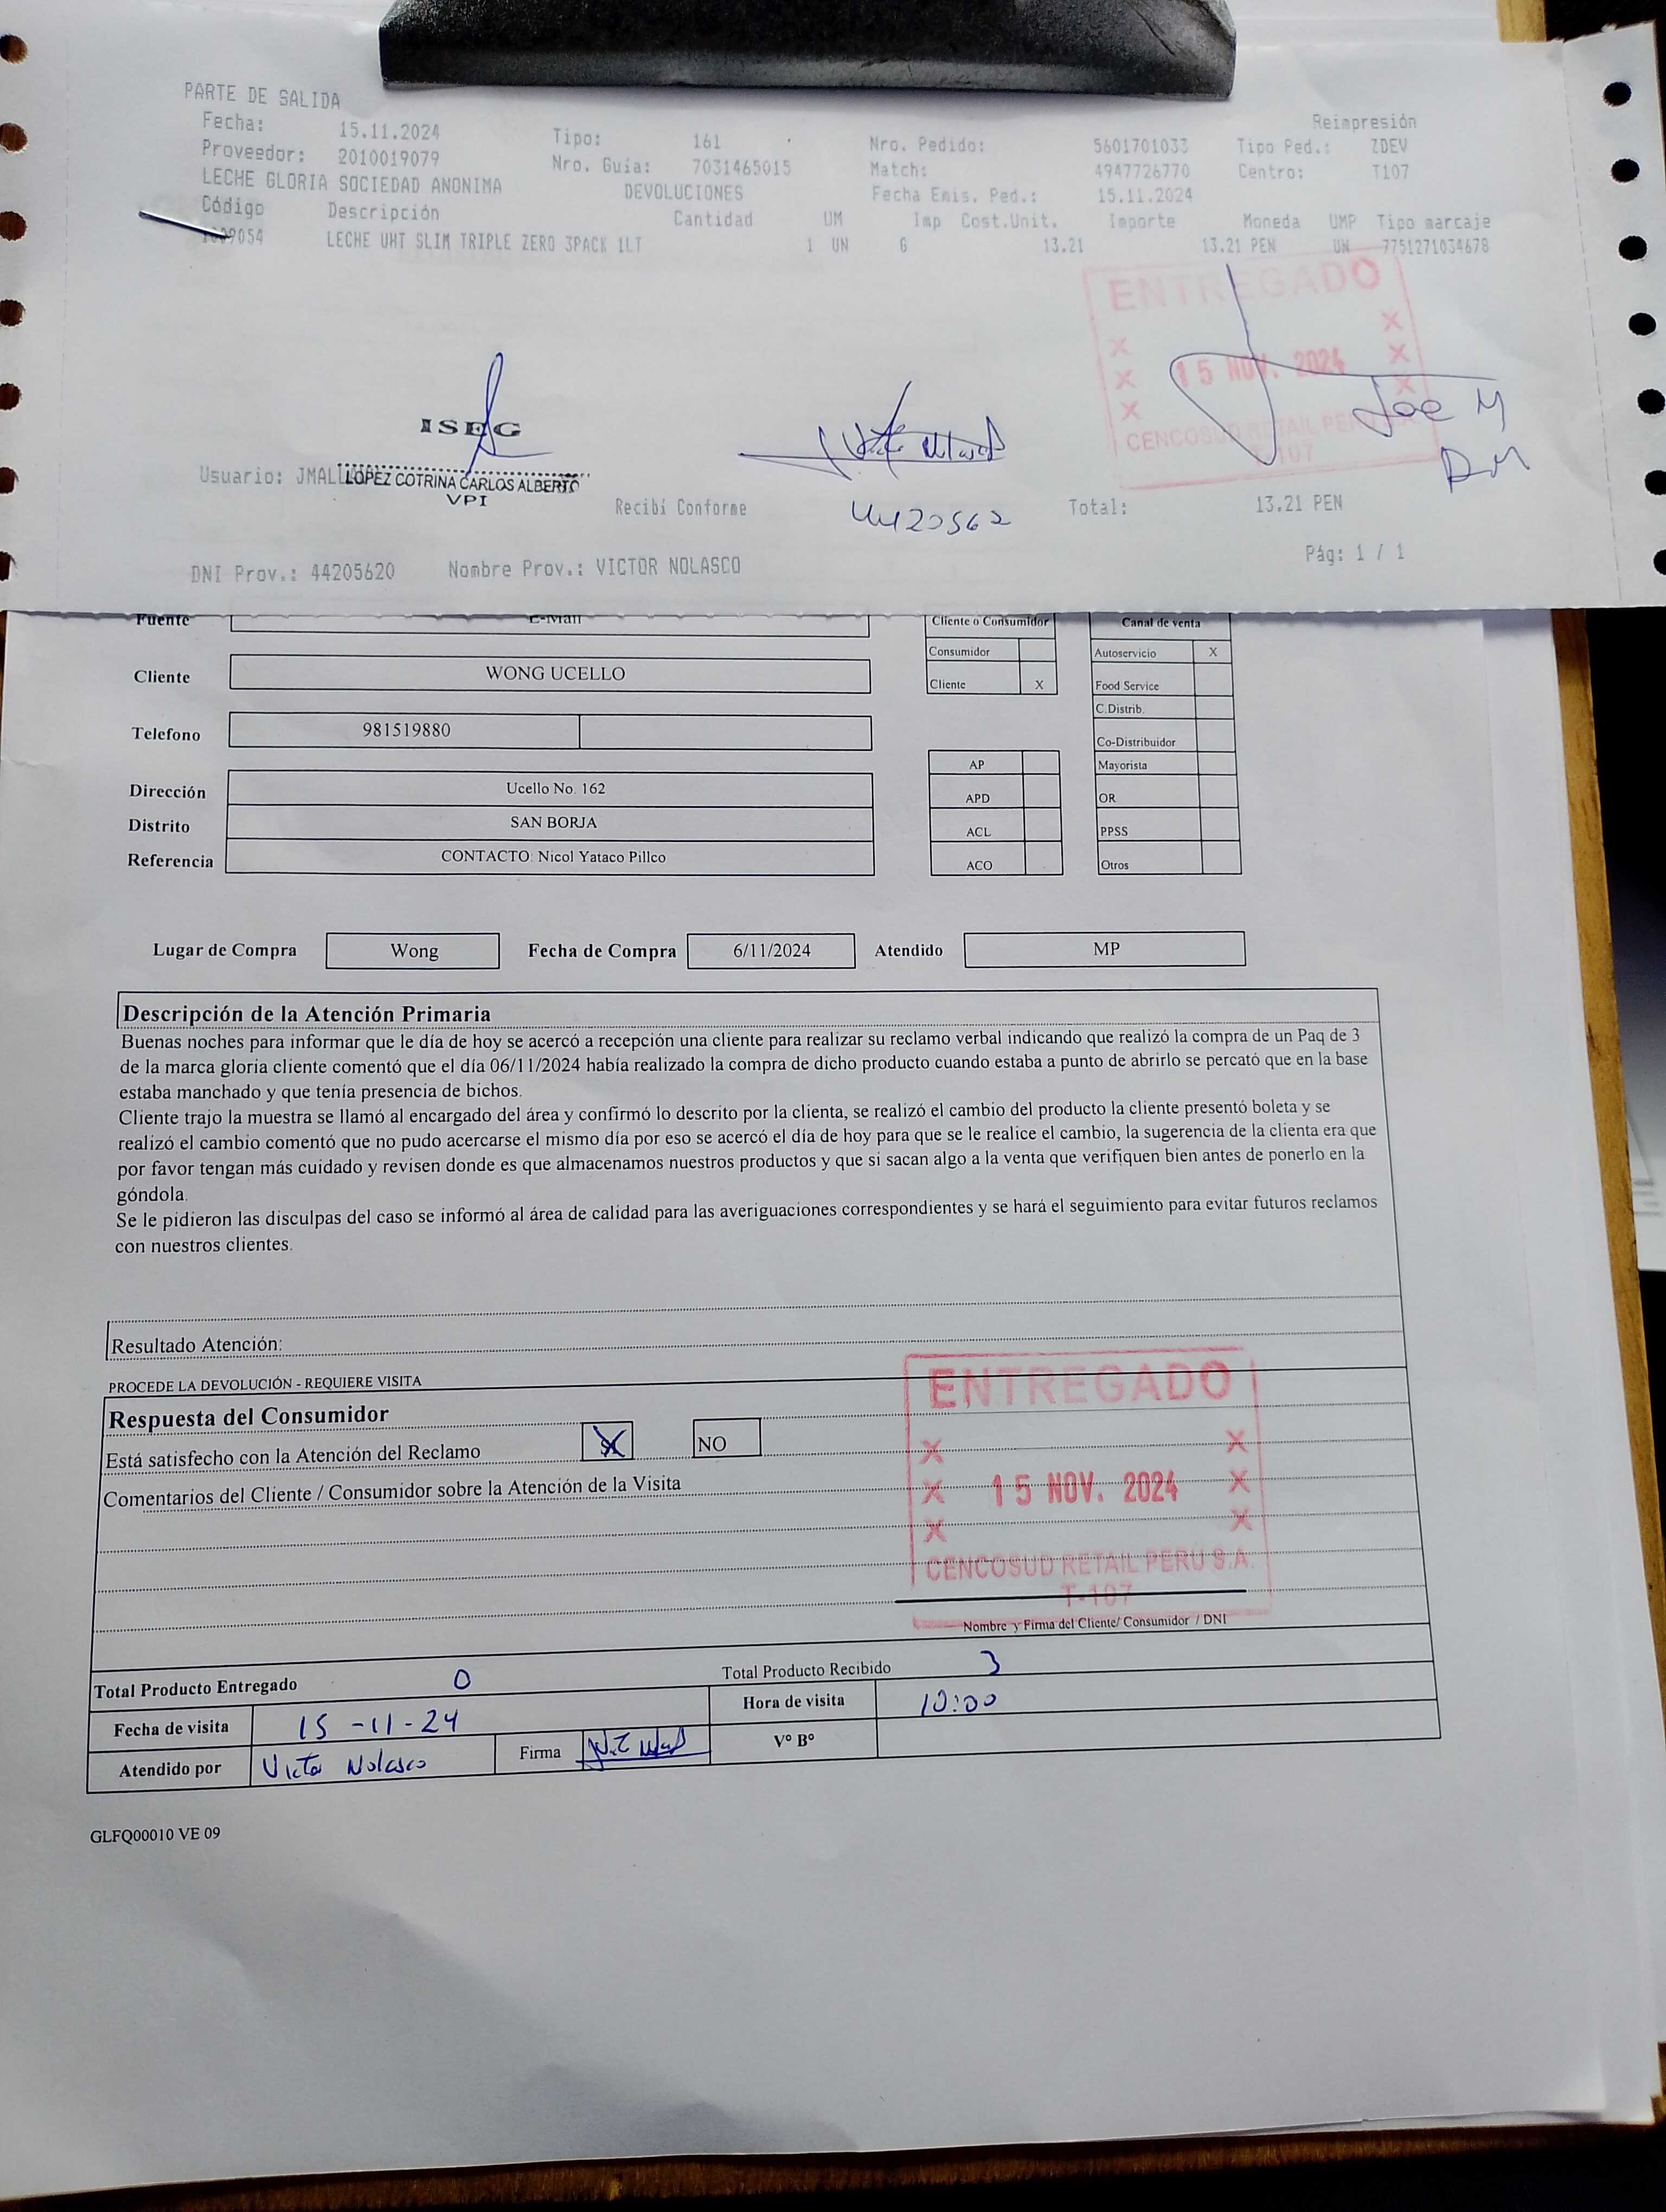 PARTE DE SALIDA
Reimpresión
Fecha: 15.11.2024 Tipo: 161 Nro. Pedido: 5601701033 Tipo Ped.: ZDEV
Proveedor: 2010019079 Nro. Guía: 7031465015 Match: 4947726770 Centro: T107
LECHE GLORIA SOCIEDAD ANONIMA DEVOLUCIONES Fecha Emis. Ped.: 15.11.2024
Código Descripción Cantidad UM Imp Cost.Unit. Importe Moneda UMP Tipo marcaje
LECHE UHT SLIM TRIPLE ZERO 3PACK 1LT 1 UN G 13.21 13.21 PEN UN 7751271034678
ENTREGADO
15 NOV. 2024
CENCOSUD RETAIL PERU
107
Joe M
ISEG
Usuario: LOPEZ COTRINA CARLOS ALBERTO
VPI
Recibí Conforme
Total: 13.21 PEN
Pág: 1 / 1
DNI Prov.: 44205620 Nombre Prov.: VICTOR NOLASCO
Fuente E-Mail Cliente o Consumidor Canal de venta
Consumidor Autoservicio X
Cliente WONG UCELLO Cliente X Food Service
C.Distrib.
Telefono 981519880 Co-Distribuidor
AP Mayorista
Dirección Ucello No. 162 APD OR
Distrito SAN BORJA ACL PPSS
Referencia CONTACTO: Nicol Yataco Pillco ACO Otros
Lugar de Compra Wong Fecha de Compra 6/11/2024 Atendido MP
Descripción de la Atención Primaria
Buenas noches para informar que le día de hoy se acercó a recepción una cliente para realizar su reclamo verbal indicando que realizó la compra de un Paq de 3
de la marca gloria cliente comentó que el día 06/11/2024 había realizado la compra de dicho producto cuando estaba a punto de abrirlo se percató que en la base
estaba manchado y que tenía presencia de bichos.
Cliente trajo la muestra se llamó al encargado del área y confirmó lo descrito por la clienta, se realizó el cambio del producto la cliente presentó boleta y se
realizó el cambio comentó que no pudo acercarse el mismo día por eso se acercó el día de hoy para que se le realice el cambio, la sugerencia de la clienta era que
por favor tengan más cuidado y revisen donde es que almacenamos nuestros productos y que si sacan algo a la venta que verifiquen bien antes de ponerlo en la
góndola.
Se le pidieron las disculpas del caso se informó al área de calidad para las averiguaciones correspondientes y se hará el seguimiento para evitar futuros reclamos
con nuestros clientes.
Resultado Atención:
PROCEDE LA DEVOLUCIÓN - REQUIERE VISITA
Respuesta del Consumidor
Está satisfecho con la Atención del Reclamo X NO
Comentarios del Cliente / Consumidor sobre la Atención de la Visita
ENTREGADO
15 NOV. 2024
CENCOSUD RETAIL PERU S.A.
T-107
Nombre y Firma del Cliente/ Consumidor / DNI
Total Producto Entregado 0 Total Producto Recibido 3
Fecha de visita 15-11-24 Hora de visita 10:00
Atendido por Victor Nolasco Firma V° B°
GLFQ00010 VE 09